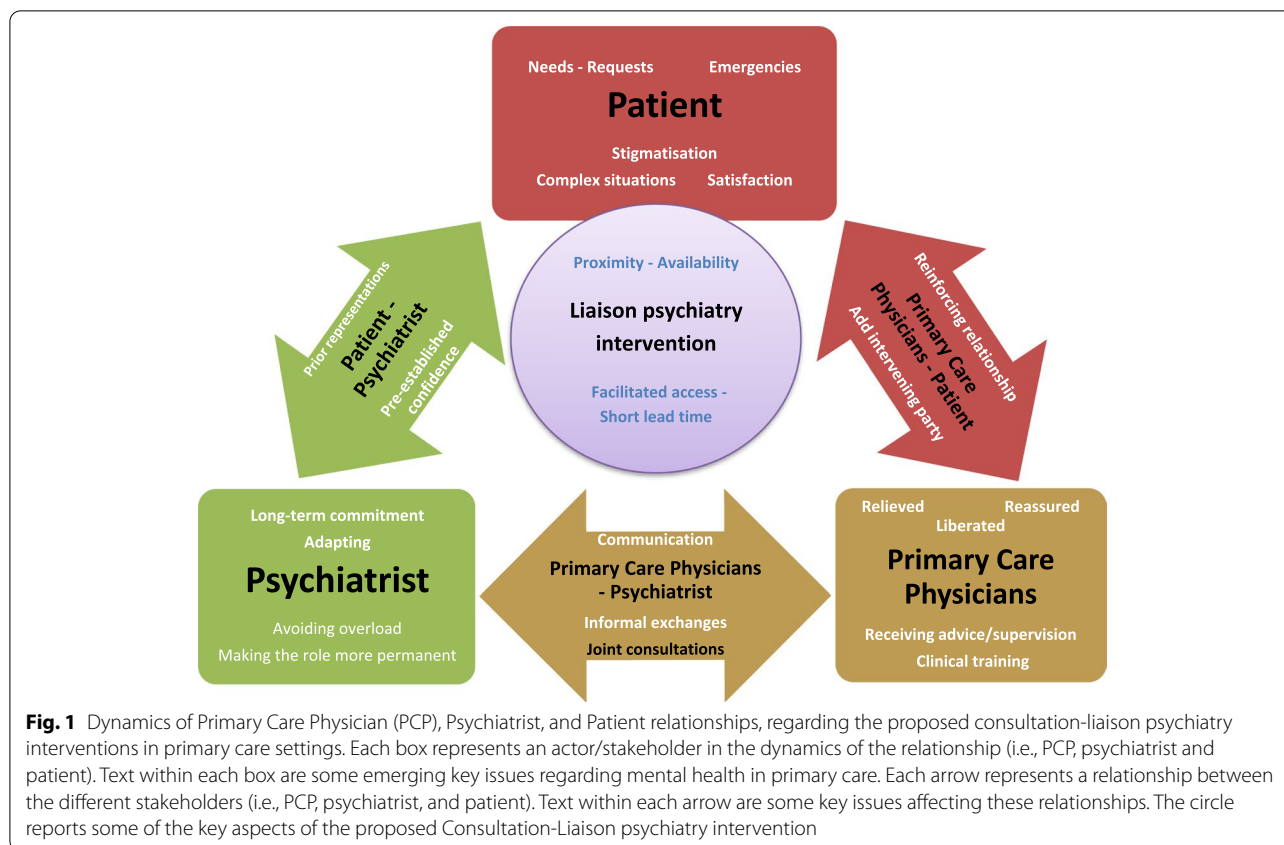 Needs - Requests Emergencies
Patient
Stigmatisation
Complex situations Satisfaction
Proximity - Availability
Liaison psychiatry
intervention
Facilitated access -
Short lead time
Prior representations
Patient -
Psychiatrist
Pre-established
confidence
Reinforcing relationship
Primary Care
Physicians - Patient
Add intervening party
Long-term commitment
Adapting
Psychiatrist
Avoiding overload
Making the role more permanent
Communication
Primary Care Physicians
- Psychiatrist
Informal exchanges
Joint consultations
Relieved Reassured
Liberated
Primary Care
Physicians
Receiving advice/supervision
Clinical training
Fig. 1 Dynamics of Primary Care Physician (PCP), Psychiatrist, and Patient relationships, regarding the proposed consultation-liaison psychiatry
interventions in primary care settings. Each box represents an actor/stakeholder in the dynamics of the relationship (i.e., PCP, psychiatrist and
patient). Text within each box are some emerging key issues regarding mental health in primary care. Each arrow represents a relationship between
the different stakeholders (i.e., PCP, psychiatrist, and patient). Text within each arrow are some key issues affecting these relationships. The circle
reports some of the key aspects of the proposed Consultation-Liaison psychiatry intervention